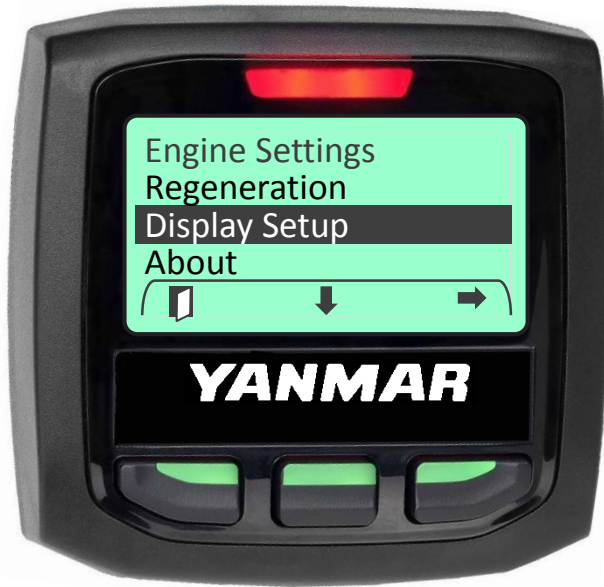 Engine Settings
Regeneration
Display Setup
About
YANMAR